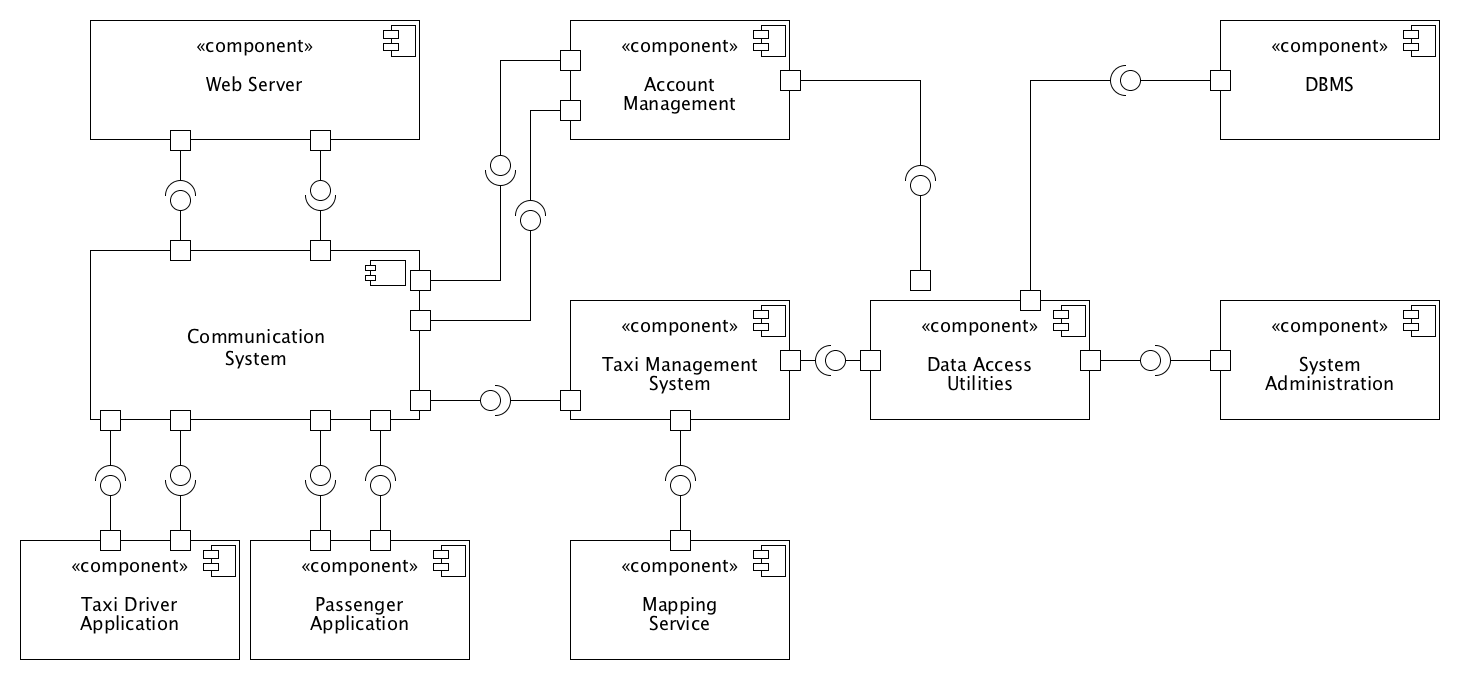 «component»
Web Server
«component»
Account
Management
«component»
DBMS
Communication
System
«component»
Taxi Management
System
«component»
Data Access
Utilities
«component»
System
Administration
«component»
Taxi Driver
Application
«component»
Passenger
Application
«component»
Mapping
Service